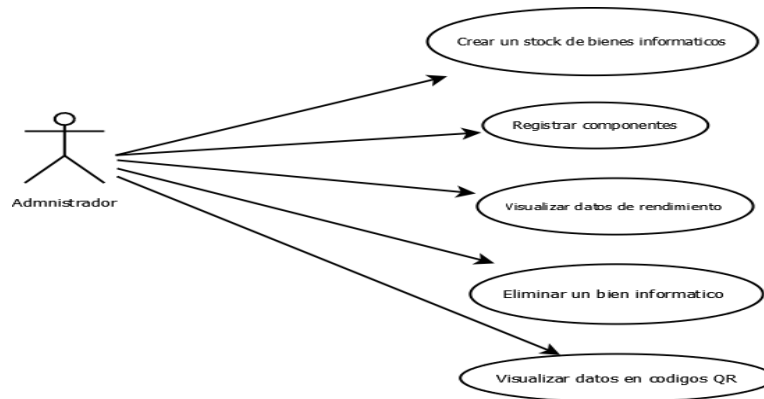 Crear un stock de bienes informaticos
Registrar componentes
Admnistrador
Visualizar datos de rendimiento
Eliminar un bien informatico
Visualizar datos en codigos QR